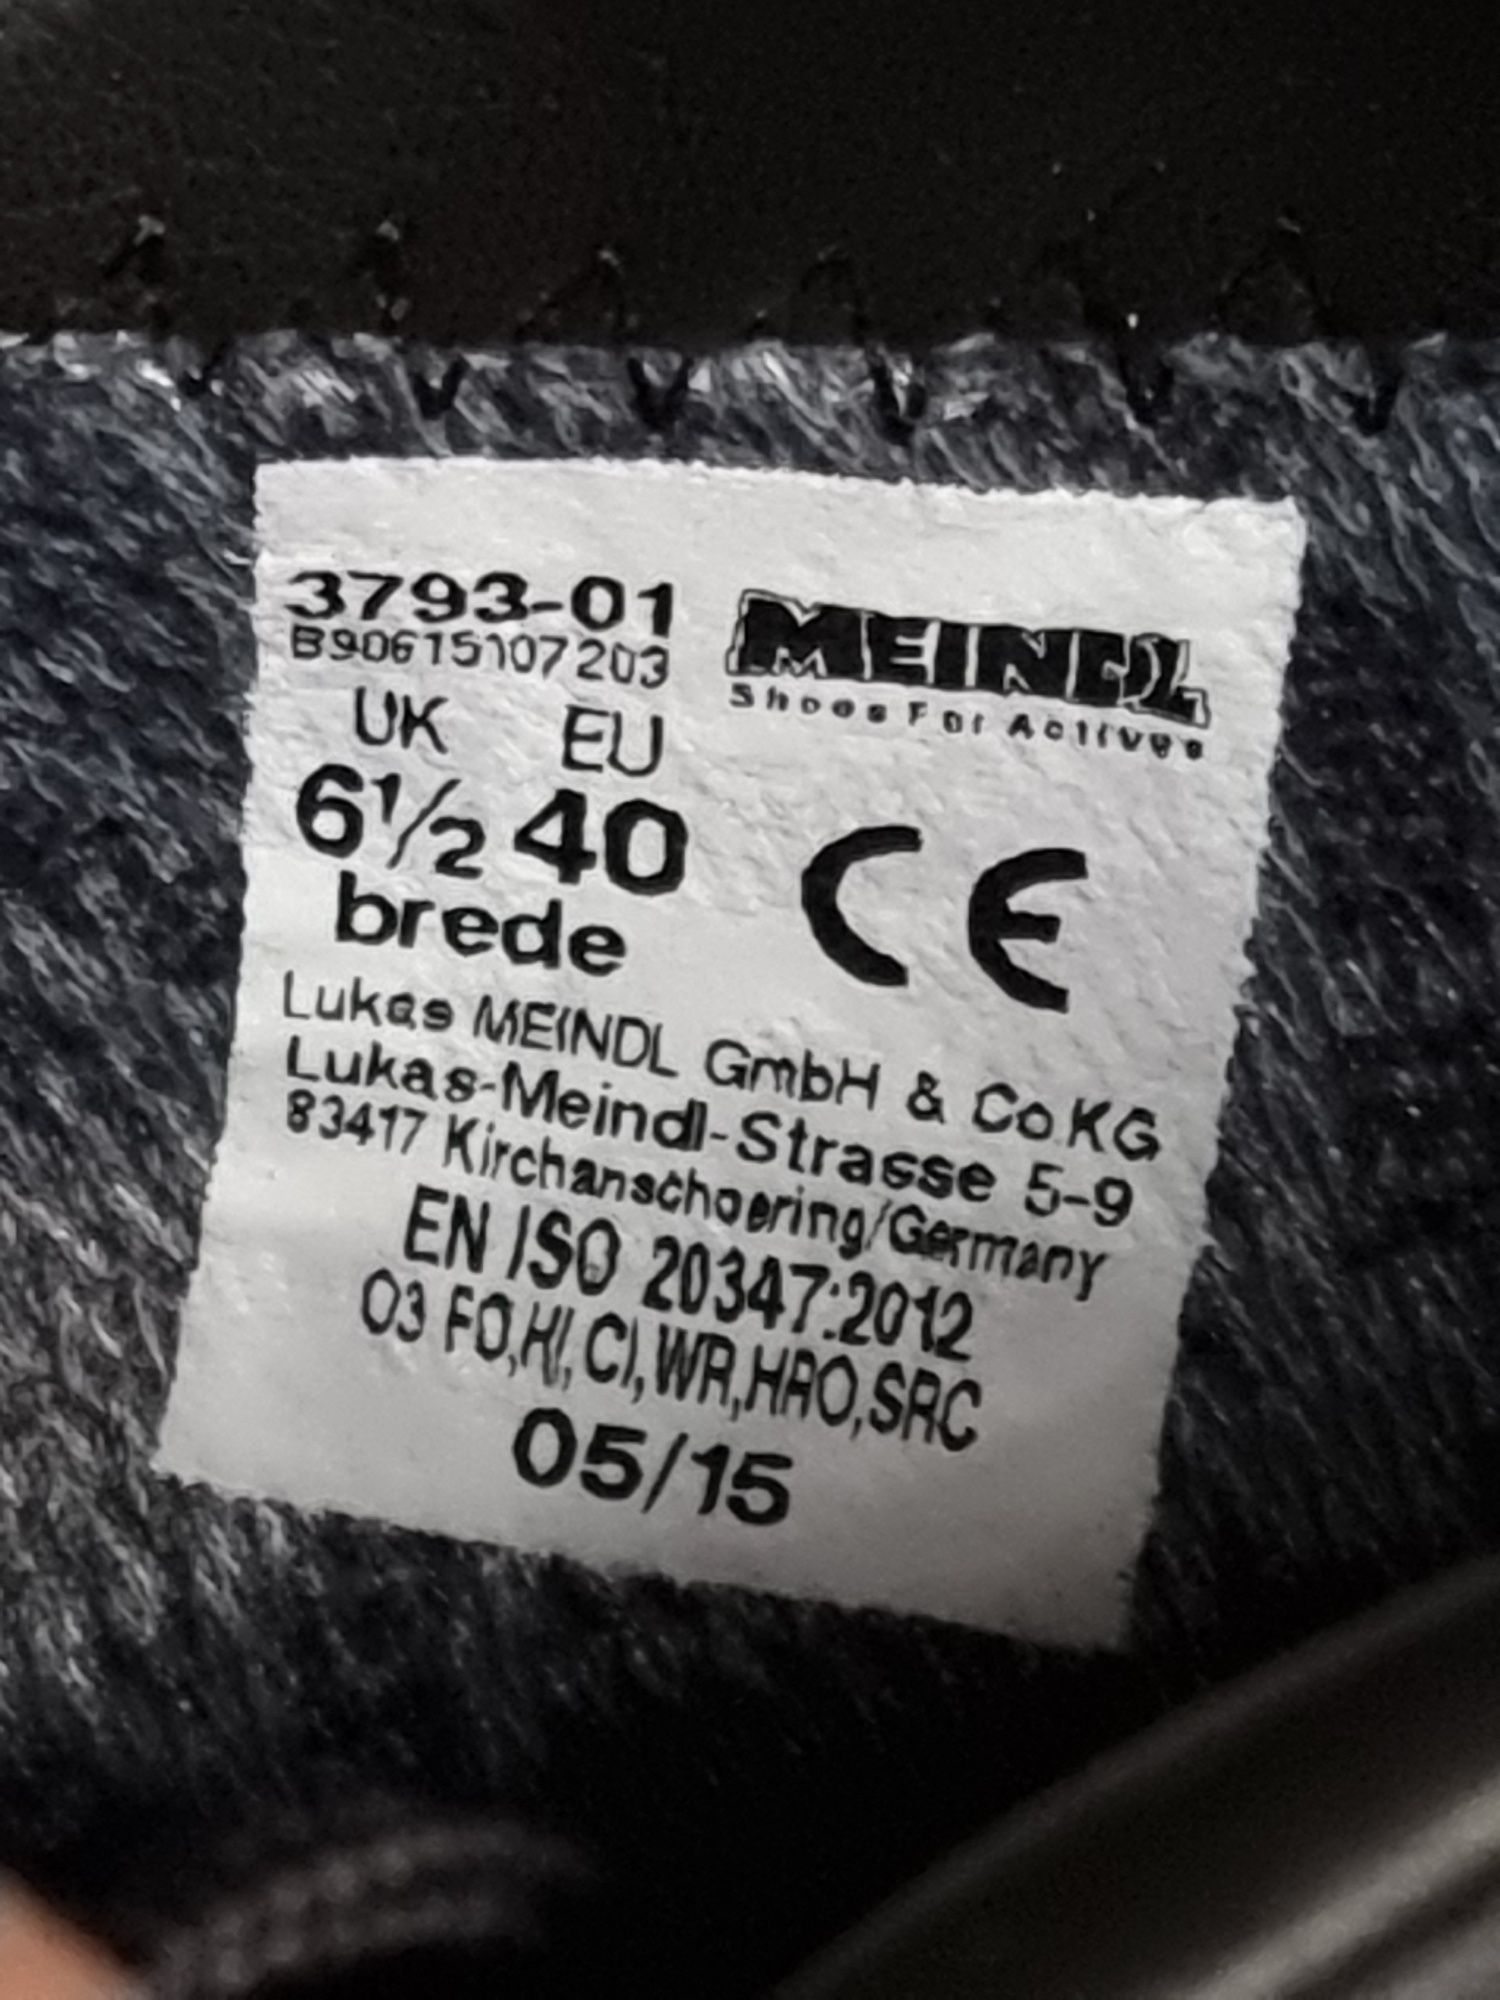 3793-01
B90615107203
MEINDL
Shoes For Actives
UK EU
6½ 40
brede
CE
Lukas MEINDL GmbH & Co.KG
Lukas-Meindl-Strasse 5-9
83417 Kirchanschoering/Germany
EN ISO 20347:2012
O3 FO,HI,CI,WR,HRO,SRC
05/15